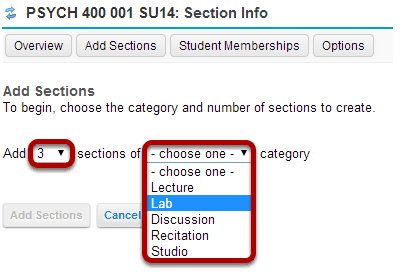 PSYCH 400 001 SU14: Section Info
Overview Add Sections Student Memberships Options
Add Sections
To begin, choose the category and number of sections to create.
Add 3 sections of - choose one - category
- choose one -
Lecture
Lab
Discussion
Recitation
Studio
Add Sections Cancel